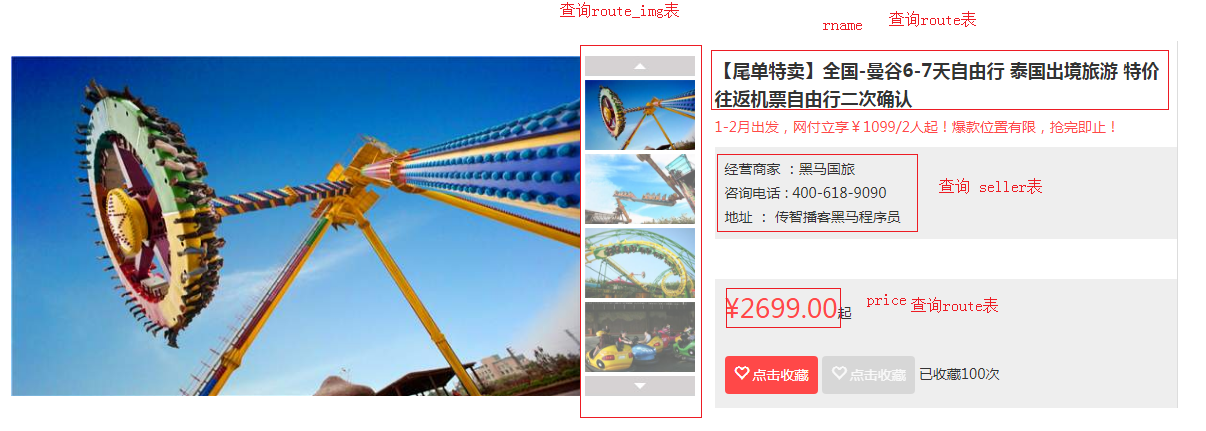 查询route_img表
rname 查询route表
【尾单特卖】全国-曼谷6-7天自由行 泰国出境旅游 特价
往返机票自由行二次确认
1-2月出发，网付立享￥1099/2人起！爆款位置有限，抢完即止！
经营商家 ：黑马国旅
咨询电话 : 400-618-9090
地址 ： 传智播客黑马程序员
查询 seller表
¥2699.00起
price 查询route表
点击收藏 点击收藏 已收藏100次